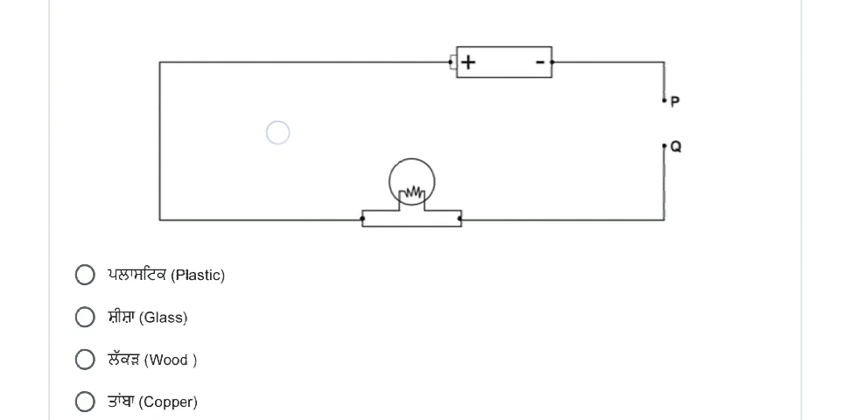 + -
P
Q
ਪਲਾਸਟਿਕ (Plastic)
ਸ਼ੀਸ਼ਾ (Glass)
ਲੱਕੜ (Wood )
ਤਾਂਬਾ (Copper)